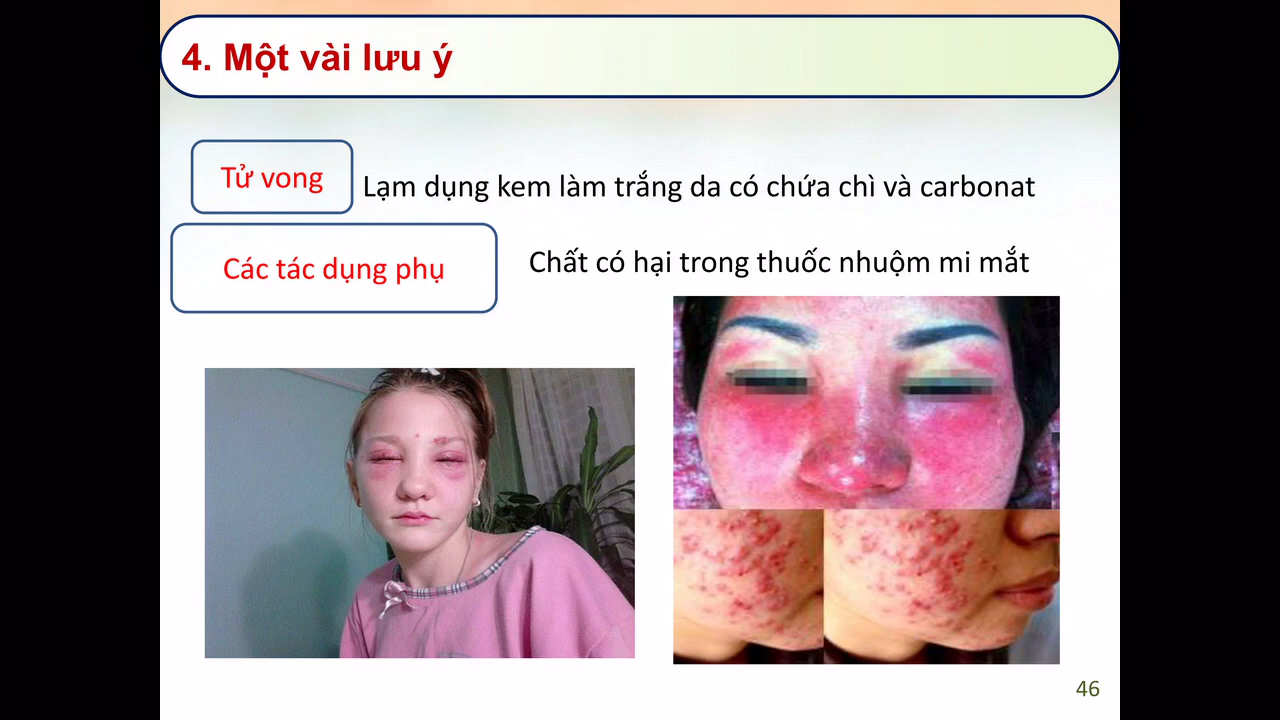 4. Một vài lưu ý
Tử vong
Lạm dụng kem làm trắng da có chứa chì và carbonat
Các tác dụng phụ
Chất có hại trong thuốc nhuộm mi mắt
46